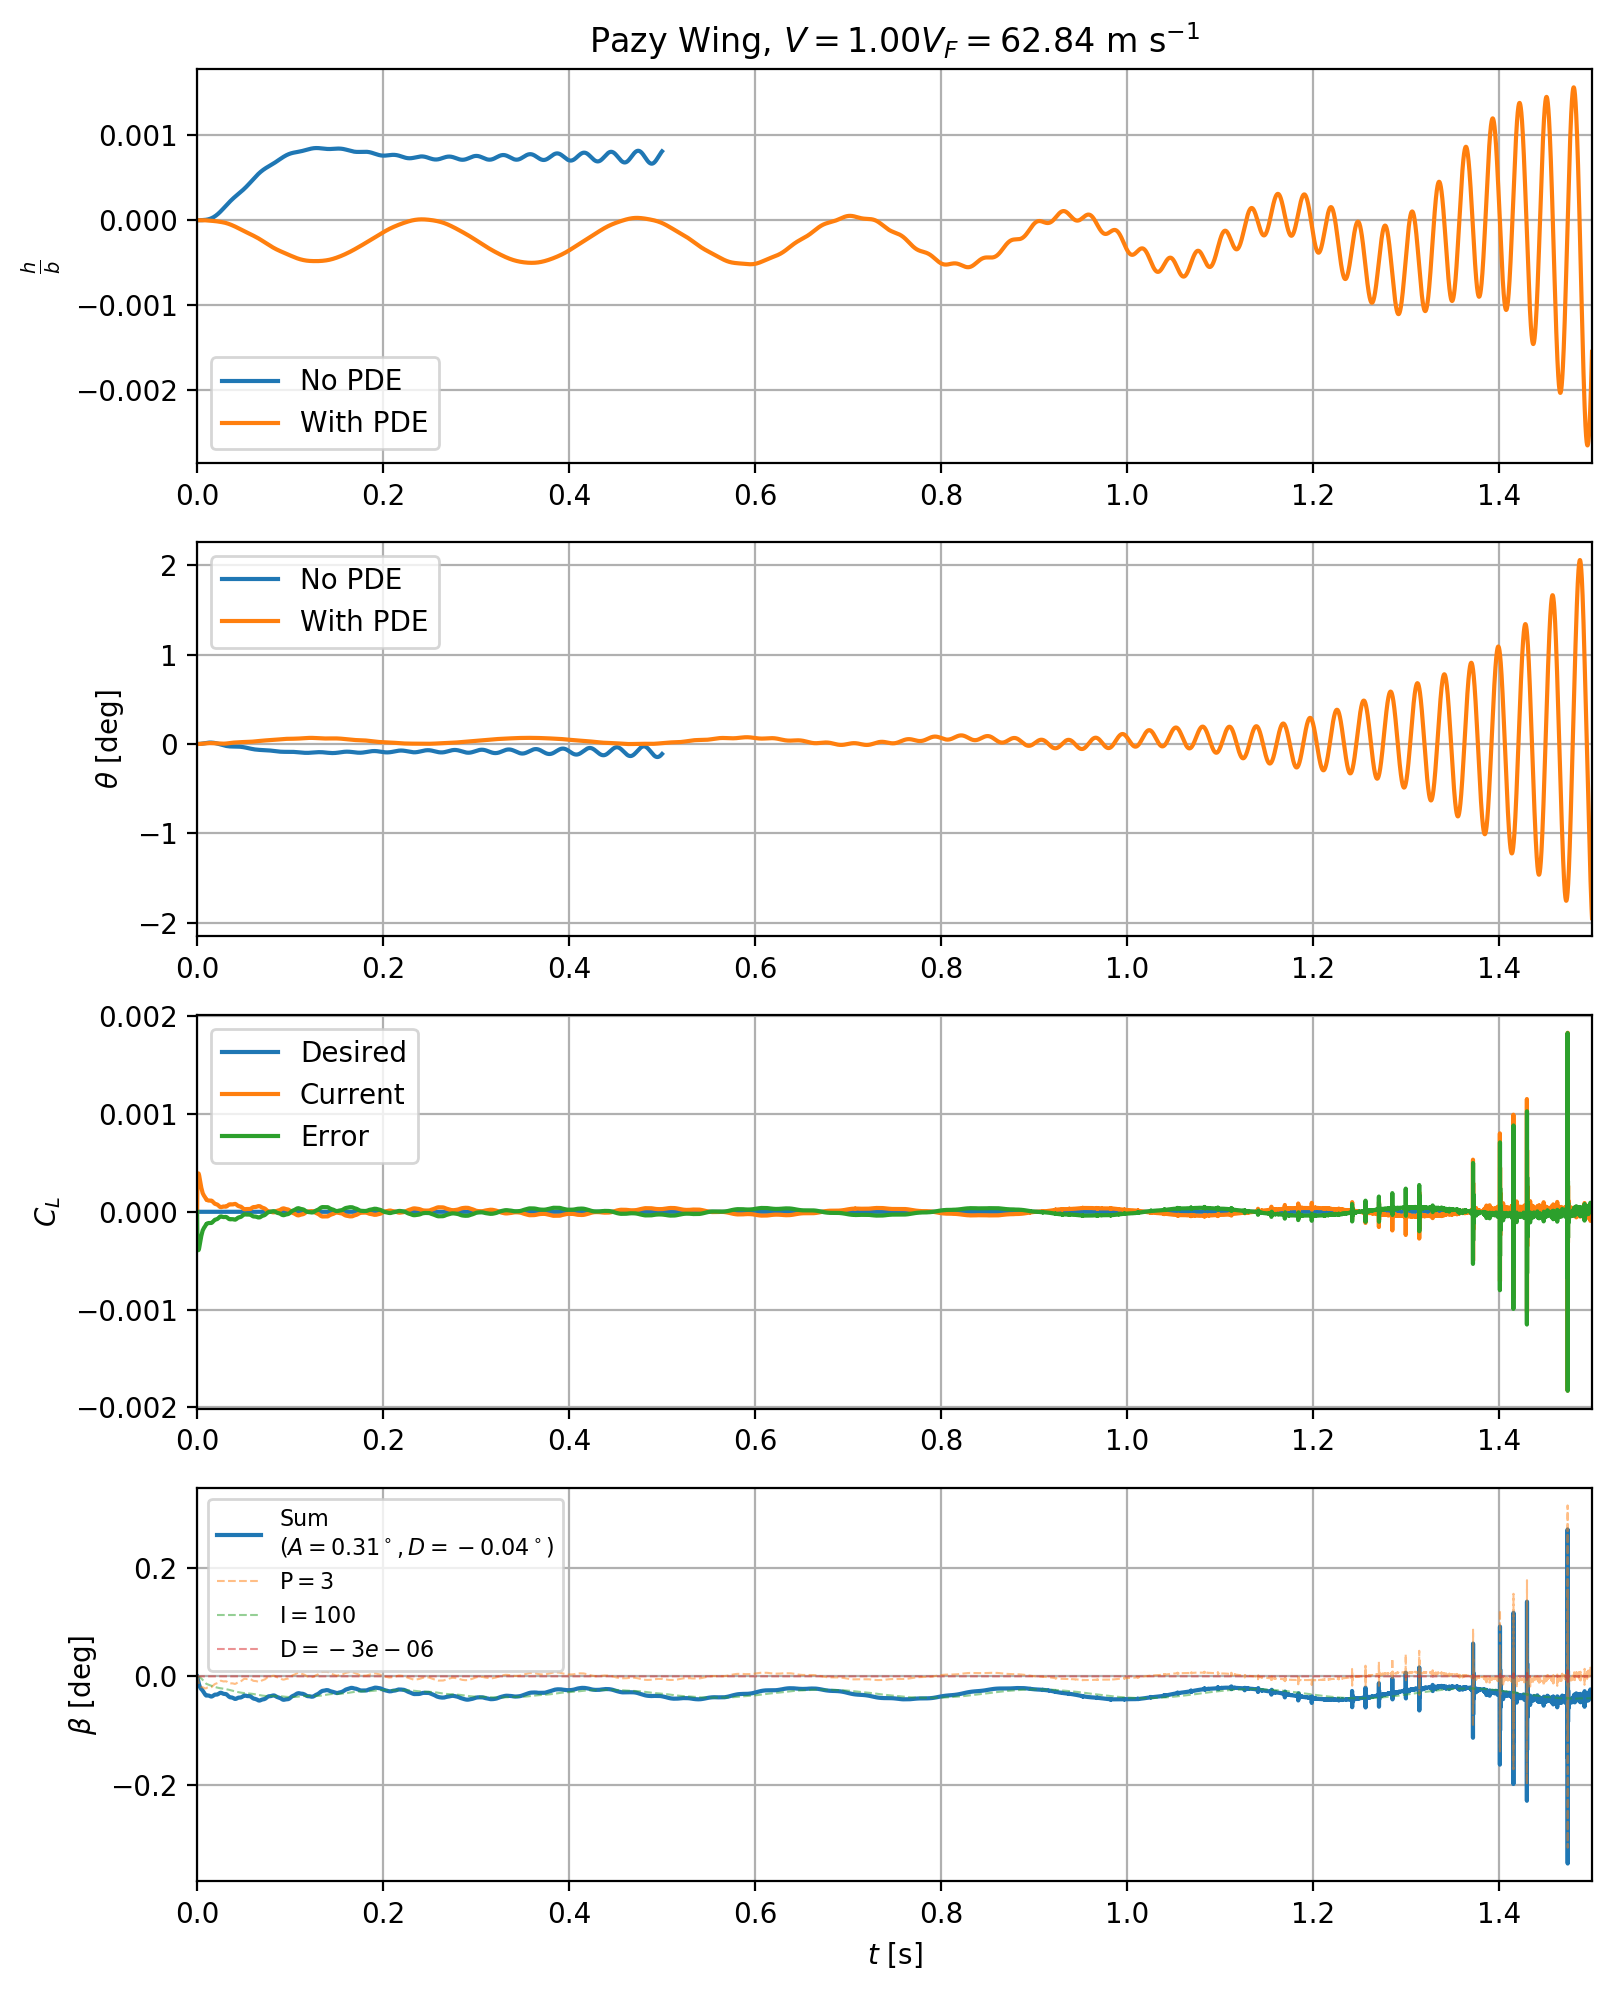 Pazy Wing, V = 1.00V_F = 62.84 m s⁻¹
0.001
0.000
−0.001
−0.002
h/b
No PDE
With PDE
0.0 0.2 0.4 0.6 0.8 1.0 1.2 1.4
2
1
0
−1
−2
θ [deg]
No PDE
With PDE
0.0 0.2 0.4 0.6 0.8 1.0 1.2 1.4
0.002
0.001
0.000
−0.001
−0.002
C_L
Desired
Current
Error
0.0 0.2 0.4 0.6 0.8 1.0 1.2 1.4
0.2
0.0
−0.2
β [deg]
Sum
(A = 0.31°, D = −0.04°)
P = 3
I = 100
D = −3e − 06
0.0 0.2 0.4 0.6 0.8 1.0 1.2 1.4
t [s]